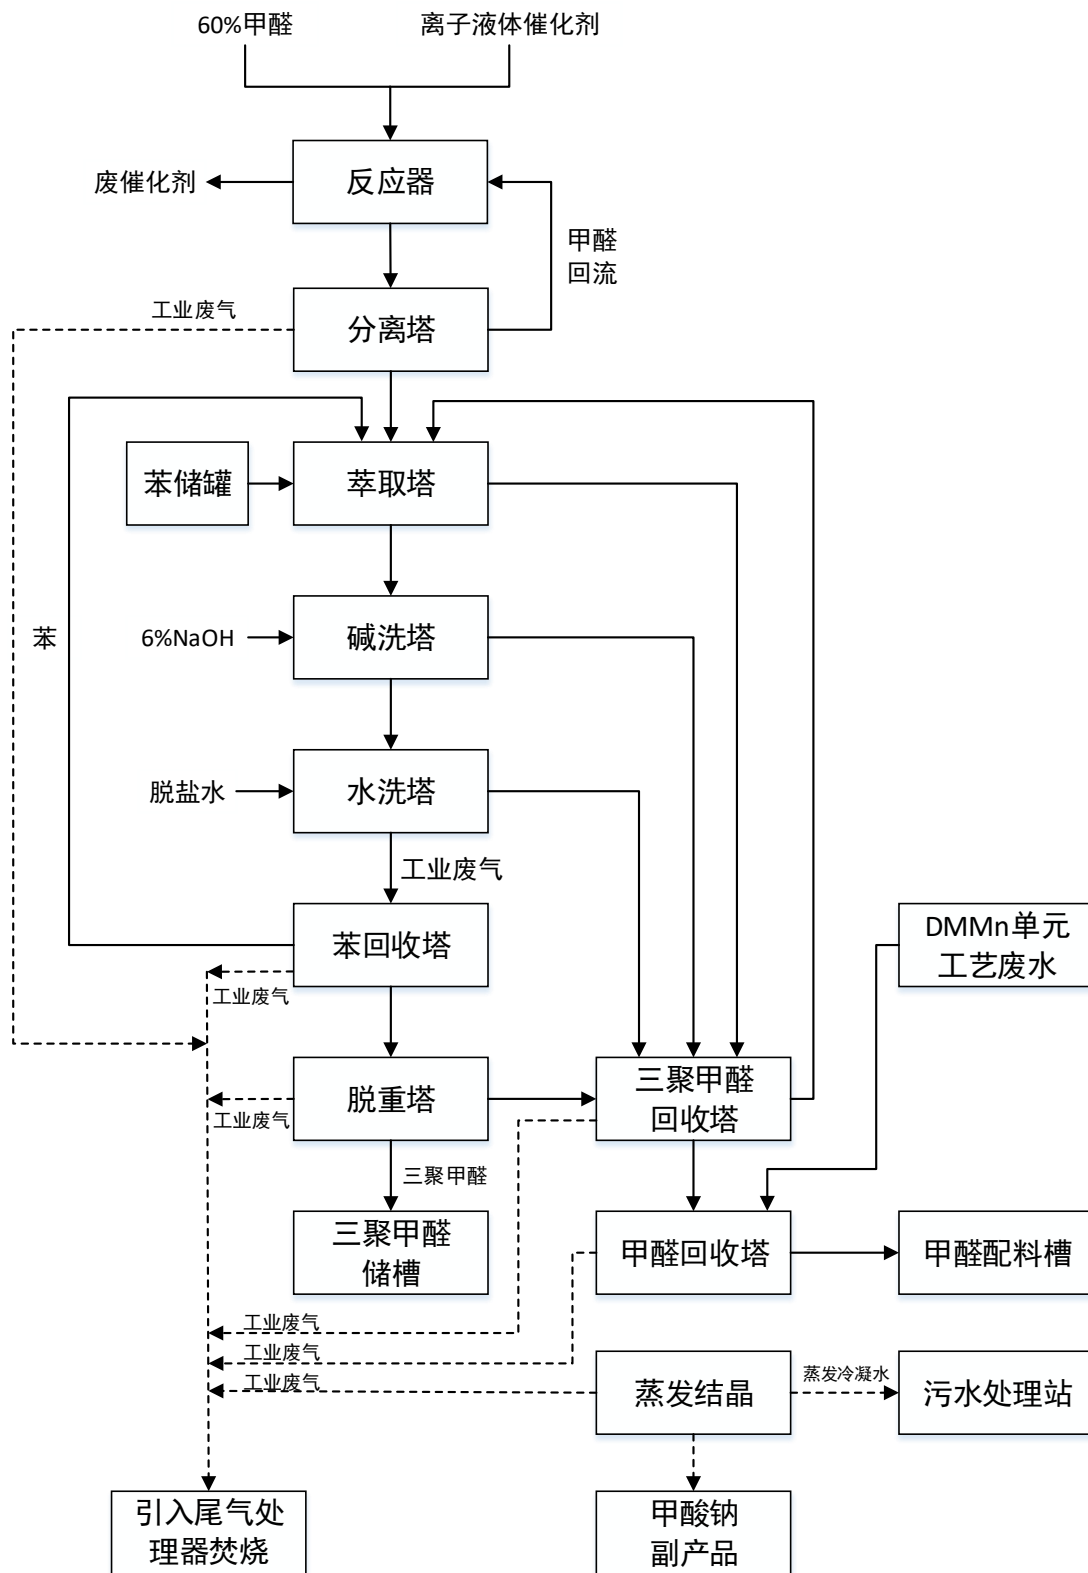 60%甲醛
离子液体催化剂
废催化剂
反应器
甲醛
回流
工业废气
分离塔
苯储罐
萃取塔
苯
6%NaOH
碱洗塔
脱盐水
水洗塔
工业废气
苯回收塔
DMMn单元
工艺废水
工业废气
脱重塔
工业废气
三聚甲醛
回收塔
三聚甲醛
三聚甲醛
储槽
甲醛回收塔
甲醛配料槽
工业废气
工业废气
工业废气
蒸发结晶
蒸发冷凝水
污水处理站
引入尾气处
理器焚烧
甲酸钠
副产品